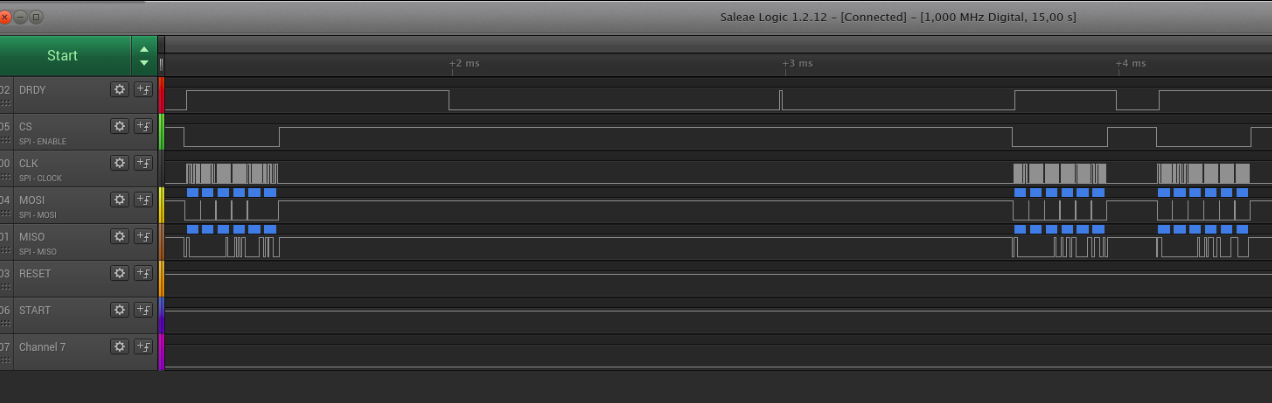 Saleae Logic 1.2.12 - [Connected] - [1,000 MHz Digital, 15,00 s]
Start
+2 ms
+3 ms
+4 ms
02 DRDY
05 CS
SPI - ENABLE
00 CLK
SPI - CLOCK
04 MOSI
SPI - MOSI
01 MISO
SPI - MISO
03 RESET
06 START
07 Channel 7